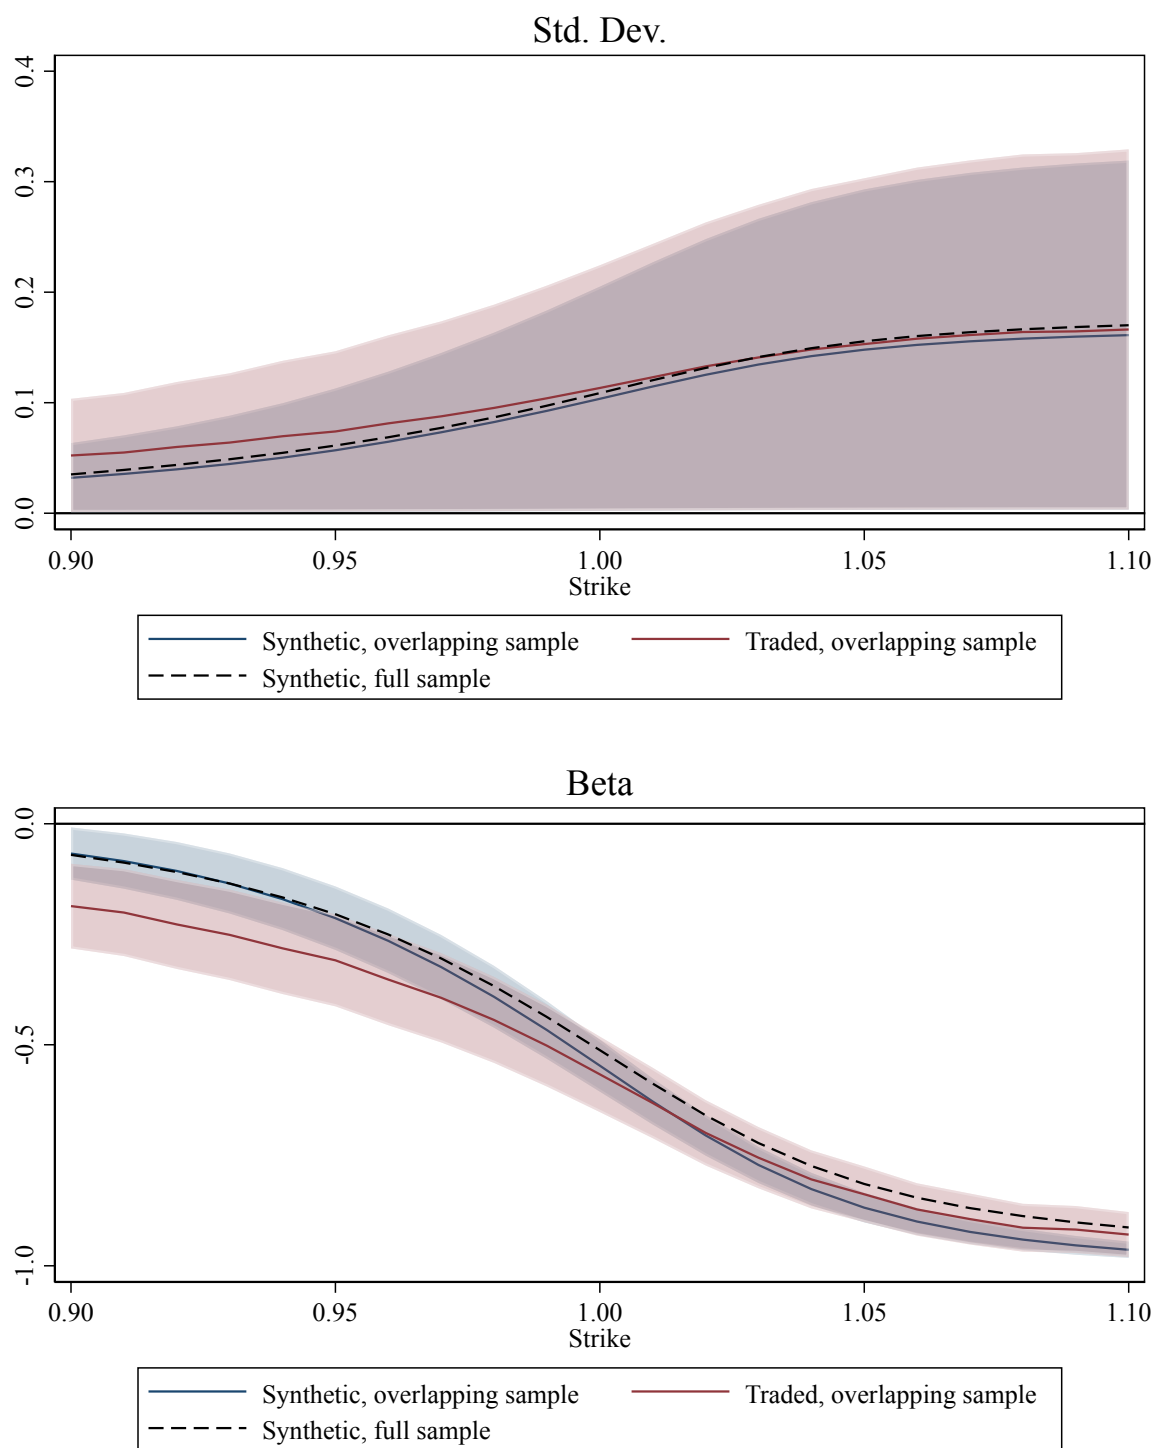 Std. Dev.
0.4
0.3
0.2
0.1
0.0
0.90 0.95 1.00 1.05 1.10
Strike
Synthetic, overlapping sample Traded, overlapping sample
Synthetic, full sample
Beta
0.0
-0.5
-1.0
0.90 0.95 1.00 1.05 1.10
Strike
Synthetic, overlapping sample Traded, overlapping sample
Synthetic, full sample